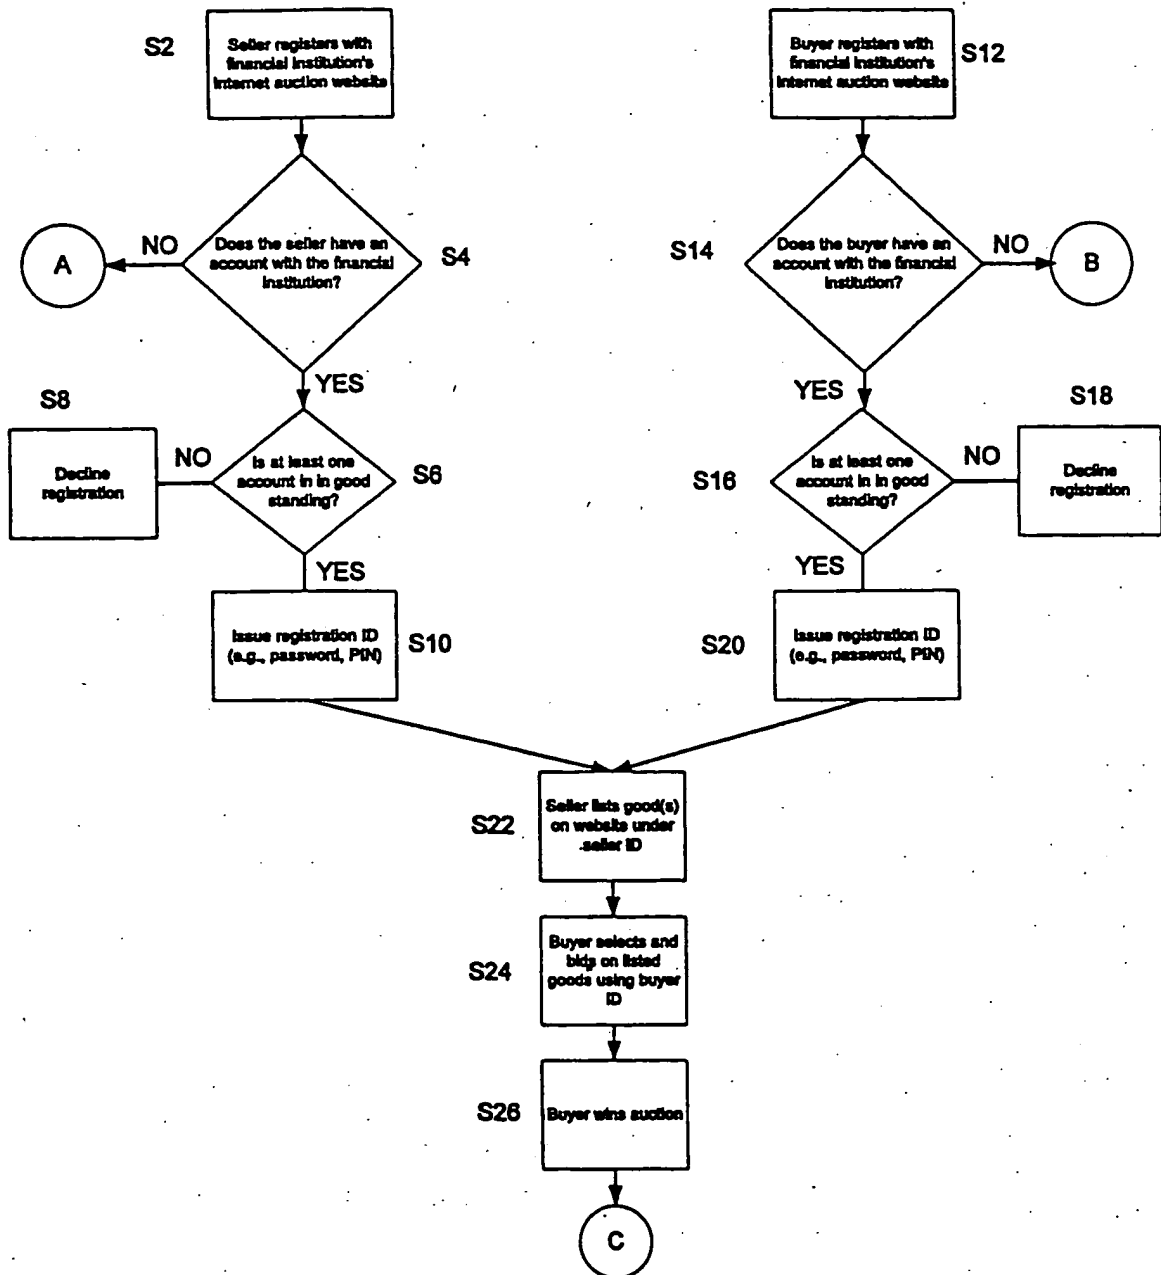 S2
Seller registers with
financial institution's
internet auction website
Buyer registers with
financial institution's
internet auction website
S12
A
NO
Does the seller have an
account with the financial
institution?
S4
S14
Does the buyer have an
account with the financial
institution?
NO
B
YES
YES
S8
S18
Decline
registration
NO
Is at least one
account in in good
standing?
S6
S16
Is at least one
account in in good
standing?
NO
Decline
registration
YES
YES
Issue registration ID
(e.g., password, PIN)
S10
S20
Issue registration ID
(e.g., password, PIN)
S22
Seller lists good(s)
on website under
seller ID
S24
Buyer selects and
bids on listed
goods using buyer
ID
S26
Buyer wins auction
C